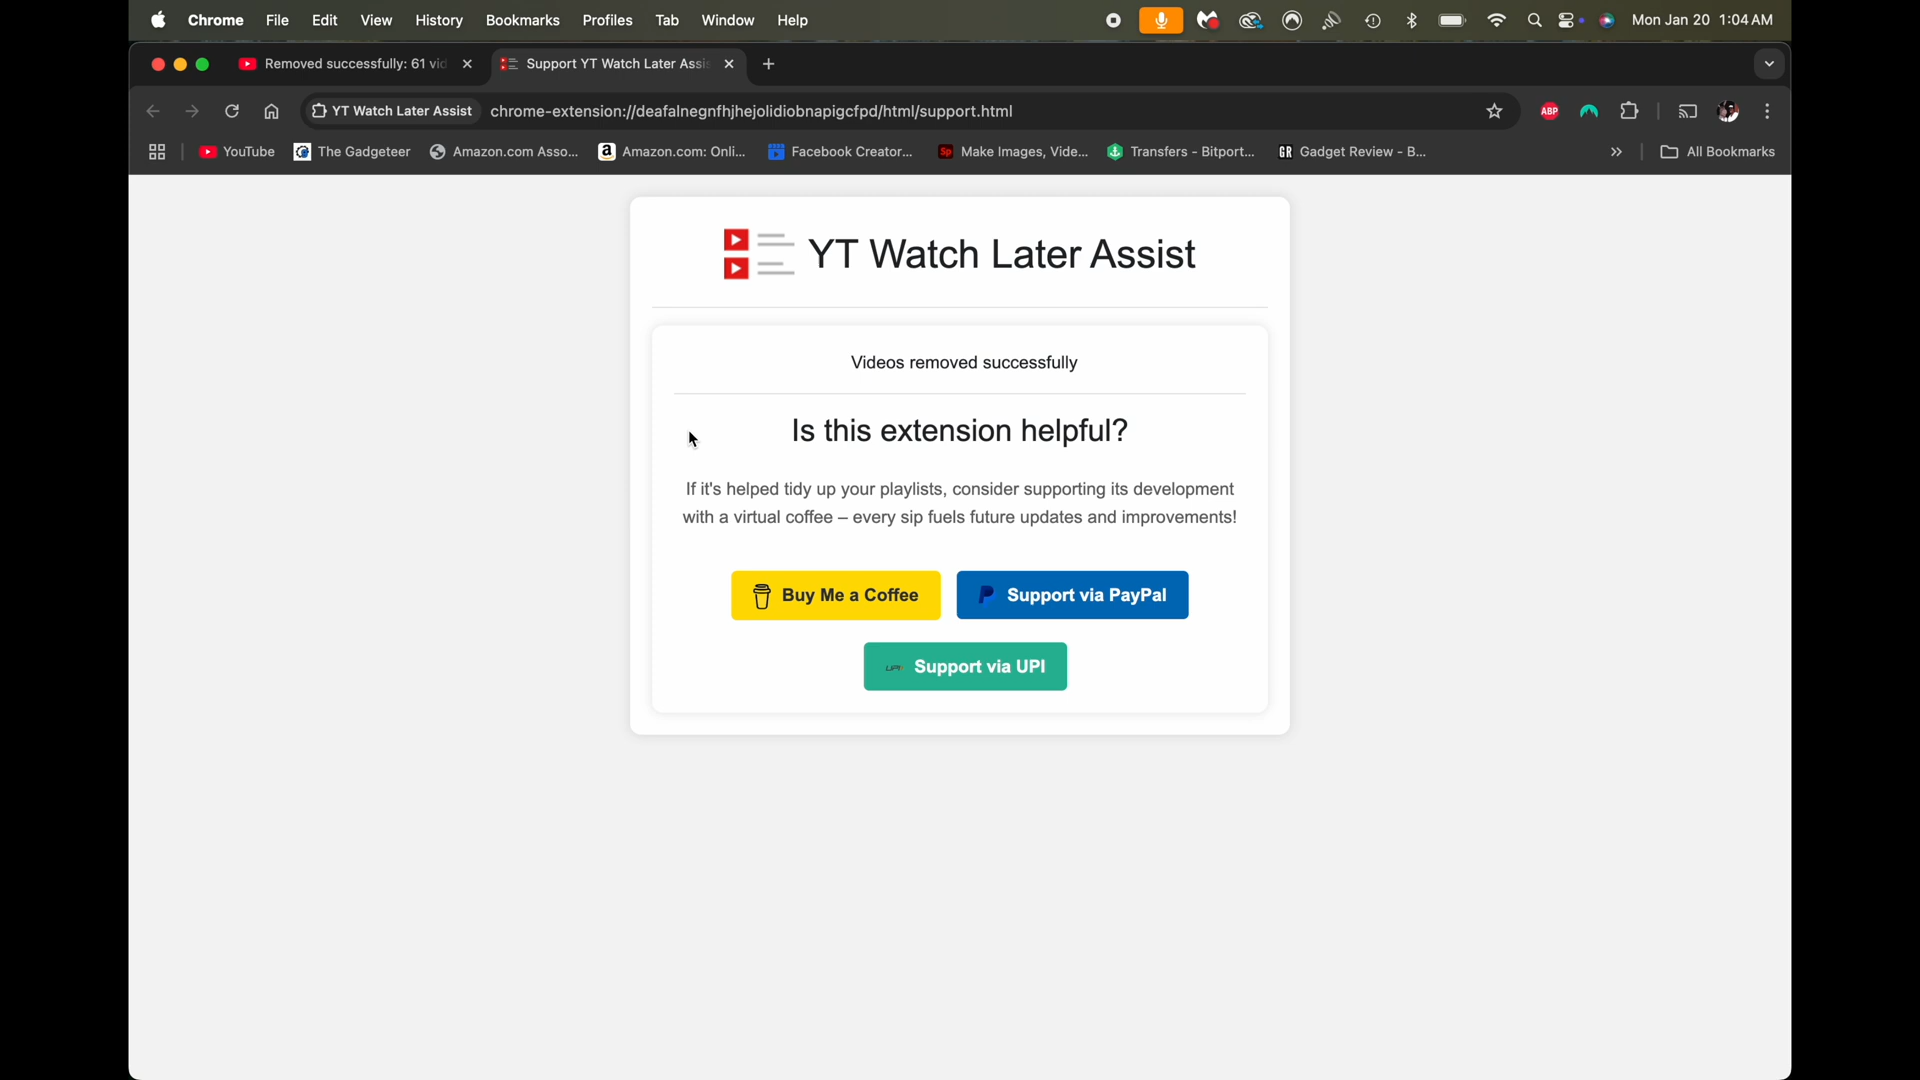 Chrome File Edit View History Bookmarks Profiles Tab Window Help Mon Jan 20 1:04 AM
Removed successfully: 61 vid Support YT Watch Later Assis
YT Watch Later Assist chrome-extension://deafalnegnfhjhejolidiobnapigcfpd/html/support.html ABP
YouTube The Gadgeteer Amazon.com Asso... a Amazon.com: Onli... Facebook Creator... Sp Make Images, Vide... Transfers - Bitport... GR Gadget Review - B... » All Bookmarks
YT Watch Later Assist
Videos removed successfully
Is this extension helpful?
If it's helped tidy up your playlists, consider supporting its development
with a virtual coffee – every sip fuels future updates and improvements!
Buy Me a Coffee Support via PayPal
UPI Support via UPI